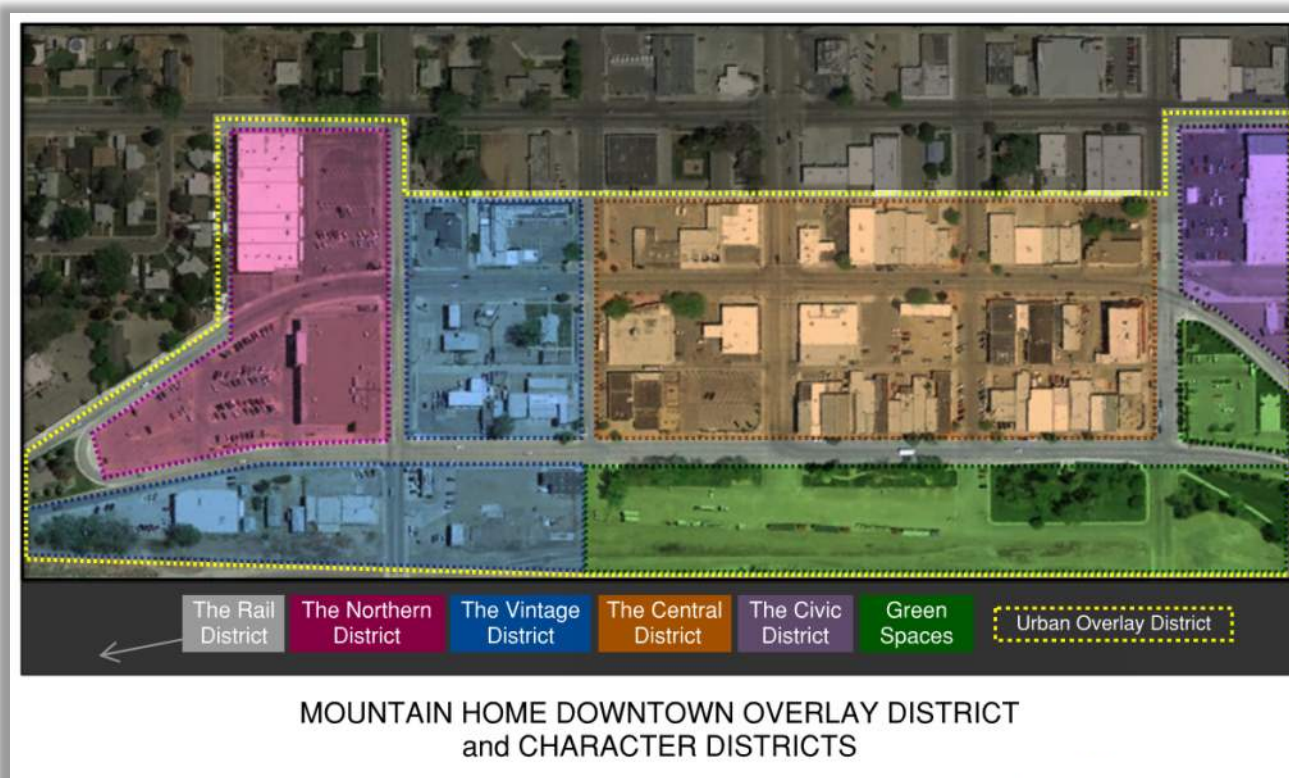 The Rail
District
The Northern
District
The Vintage
District
The Central
District
The Civic
District
Green
Spaces
Urban Overlay District
MOUNTAIN HOME DOWNTOWN OVERLAY DISTRICT
and CHARACTER DISTRICTS